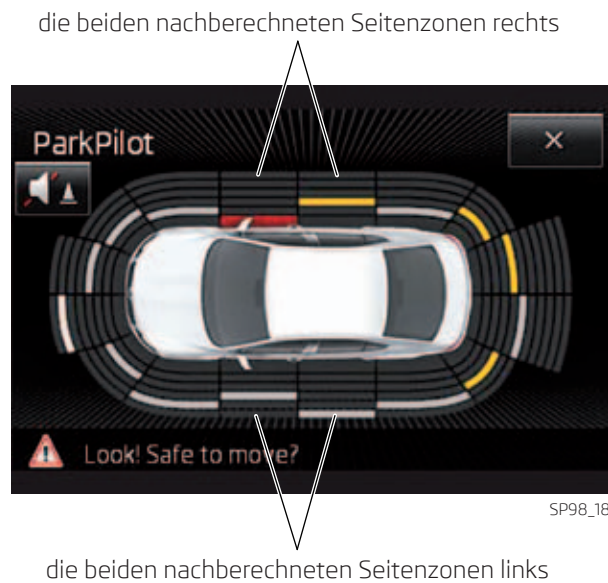 die beiden nachberechneten Seitenzonen rechts
ParkPilot
Look! Safe to move?
SP98_18
die beiden nachberechneten Seitenzonen links